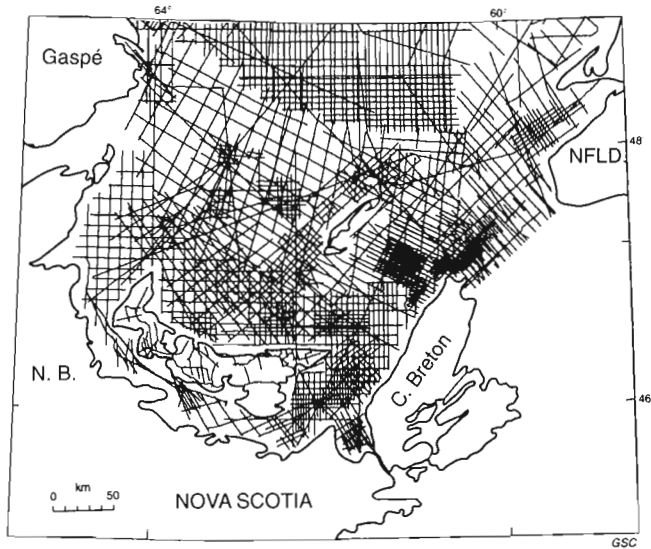 64°
60°
Gaspé
48
NFLD.
N. B.
C. Breton
46
km
0 50
NOVA SCOTIA
GSC